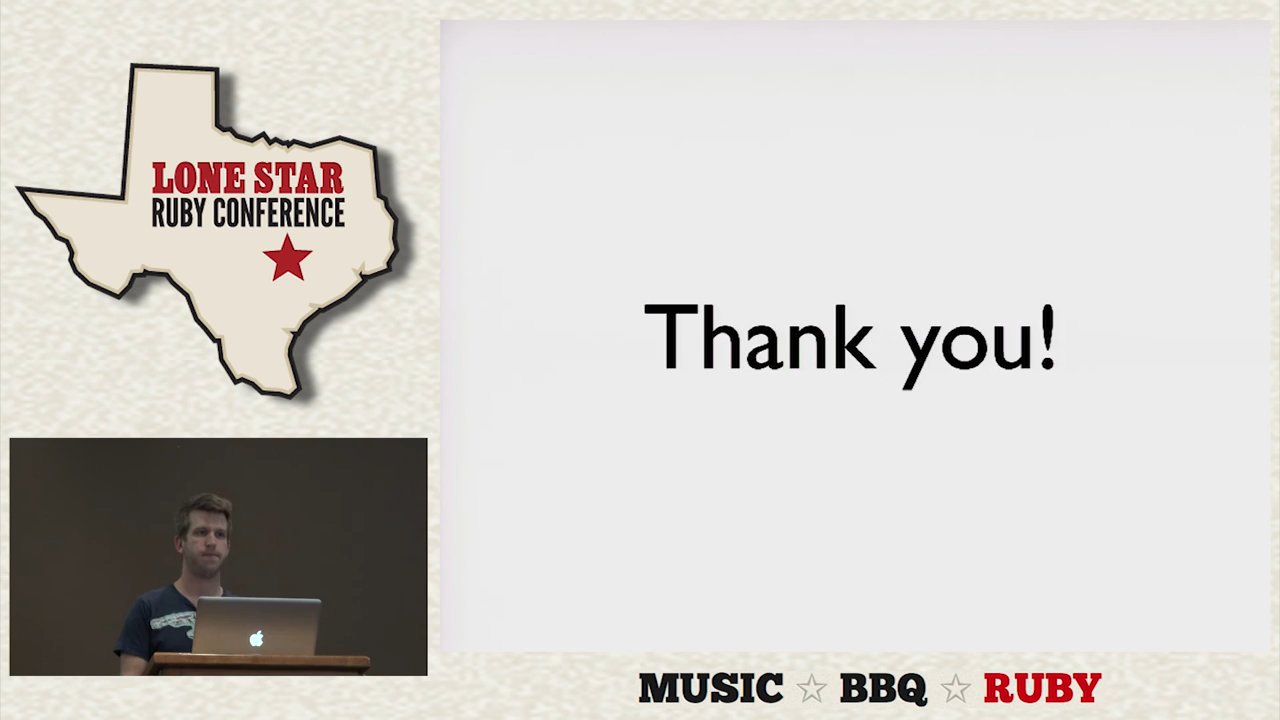 LONE STAR
RUBY CONFERENCE
Thank you!
MUSIC ☆ BBQ ☆ RUBY